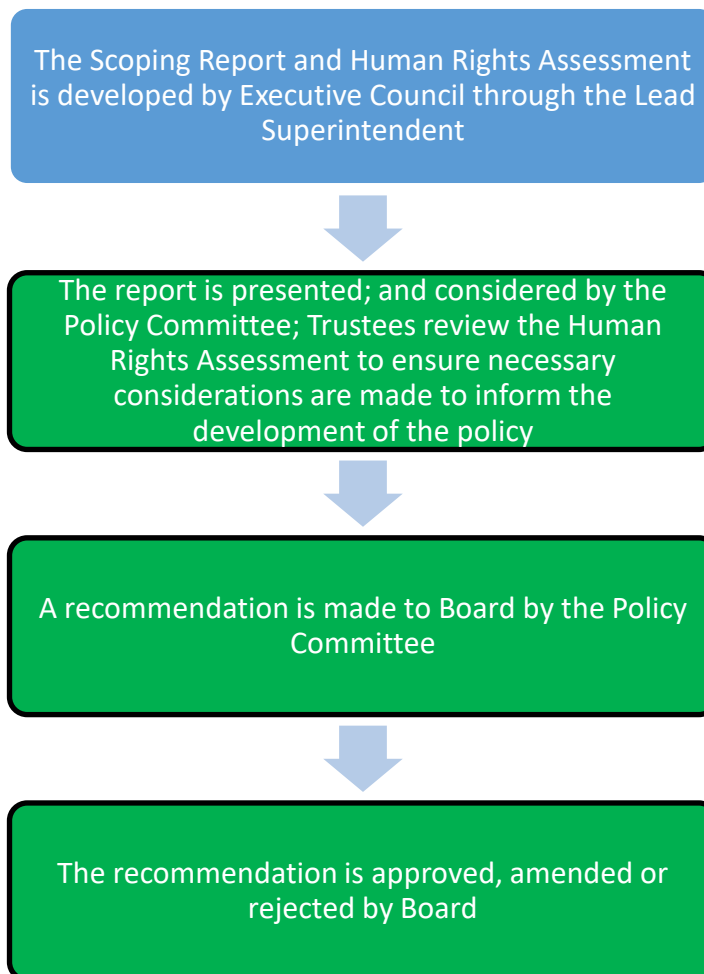 The Scoping Report and Human Rights Assessment
is developed by Executive Council through the Lead
Superintendent
The report is presented; and considered by the
Policy Committee; Trustees review the Human
Rights Assessment to ensure necessary
considerations are made to inform the
development of the policy
A recommendation is made to Board by the Policy
Committee
The recommendation is approved, amended or
rejected by Board